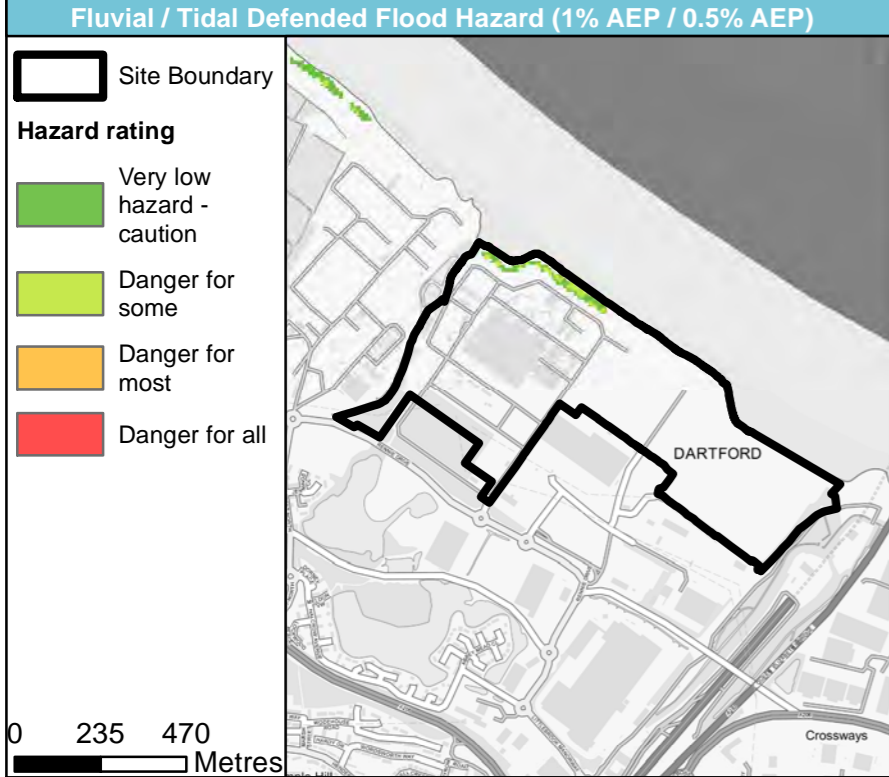 Fluvial / Tidal Defended Flood Hazard (1% AEP / 0.5% AEP)
Site Boundary
Hazard rating
Very low
hazard -
caution
Danger for
some
Danger for
most
Danger for all
0 235 470
Metres
DARTFORD
Crossways